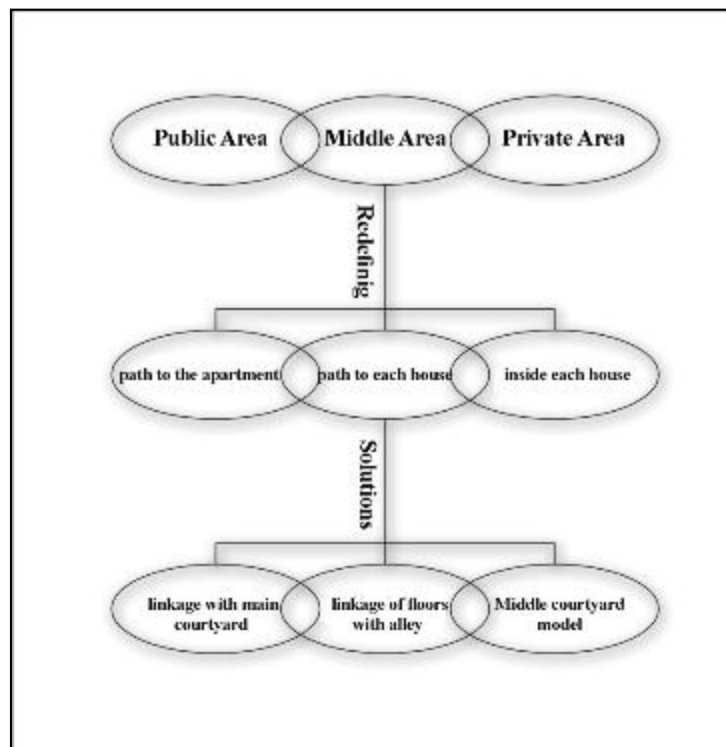 Public Area Middle Area Private Area
Redefinig
path to the apartment path to each house inside each house
Solutions
linkage with main linkage of floors Middle courtyard
courtyard with alley model